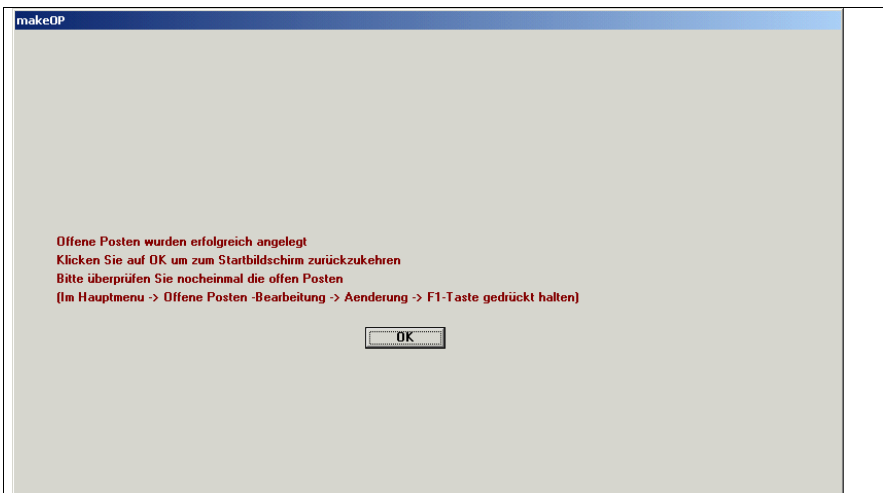 makeOP
Offene Posten wurden erfolgreich angelegt
Klicken Sie auf OK um zum Startbildschirm zurückzukehren
Bitte überprüfen Sie nocheinmal die offen Posten
(Im Hauptmenu -> Offene Posten -Bearbeitung -> Aenderung -> F1-Taste gedrückt halten)
OK